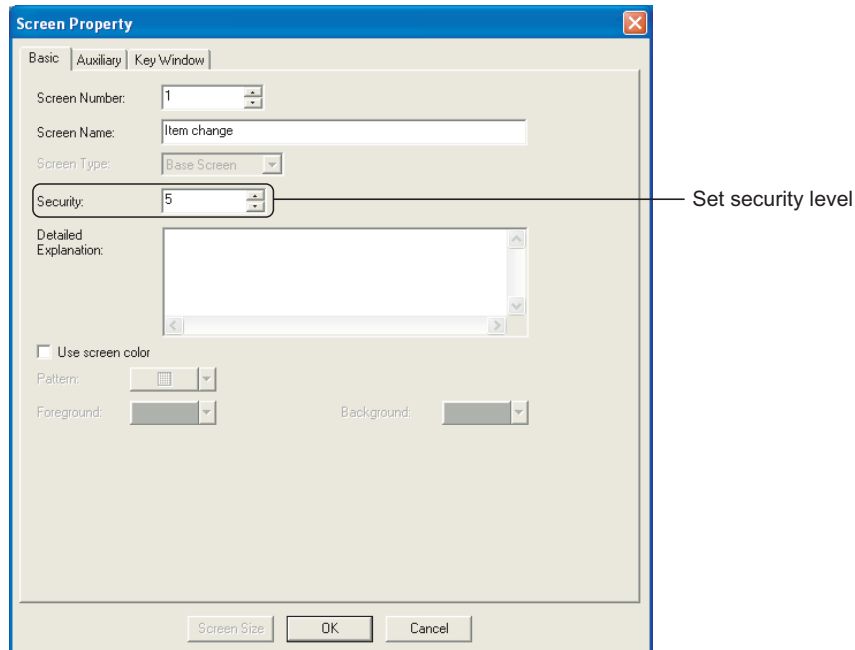 Screen Property
Basic Auxiliary Key Window
Screen Number: 1
Screen Name: Item change
Screen Type: Base Screen
Security: 5 Set security level
Detailed
Explanation:
Use screen color
Pattern:
Foreground: Background:
Screen Size OK Cancel